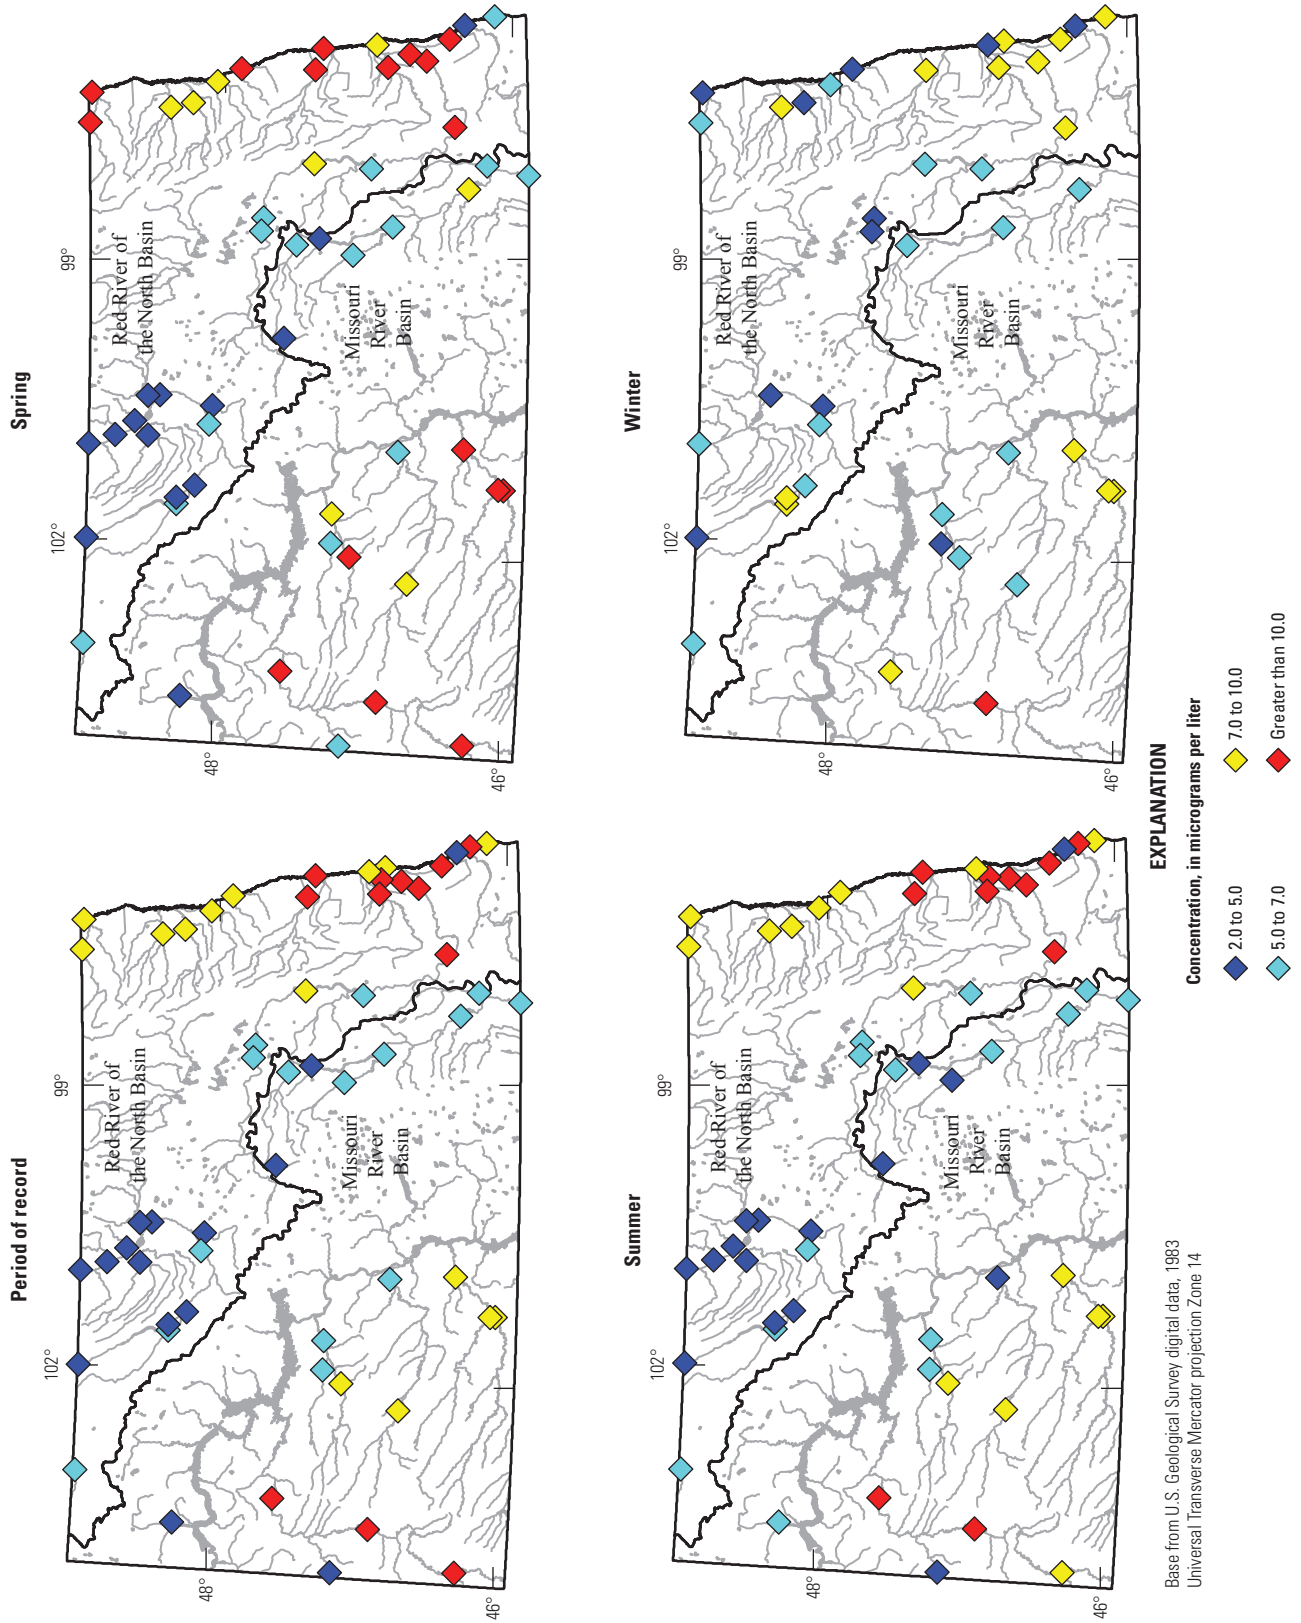 Period of record
102°
99°
48°
46°
Red River of
the North Basin
Missouri
River
Basin
Spring
102°
99°
48°
46°
Red River of
the North Basin
Missouri
River
Basin
Summer
102°
99°
48°
46°
Red River of
the North Basin
Missouri
River
Basin
Winter
102°
99°
48°
46°
Red River of
the North Basin
Missouri
River
Basin
Base from U.S. Geological Survey digital data, 1983
Universal Transverse Mercator projection Zone 14
EXPLANATION
Concentration, in micrograms per liter
2.0 to 5.0
7.0 to 10.0
5.0 to 7.0
Greater than 10.0